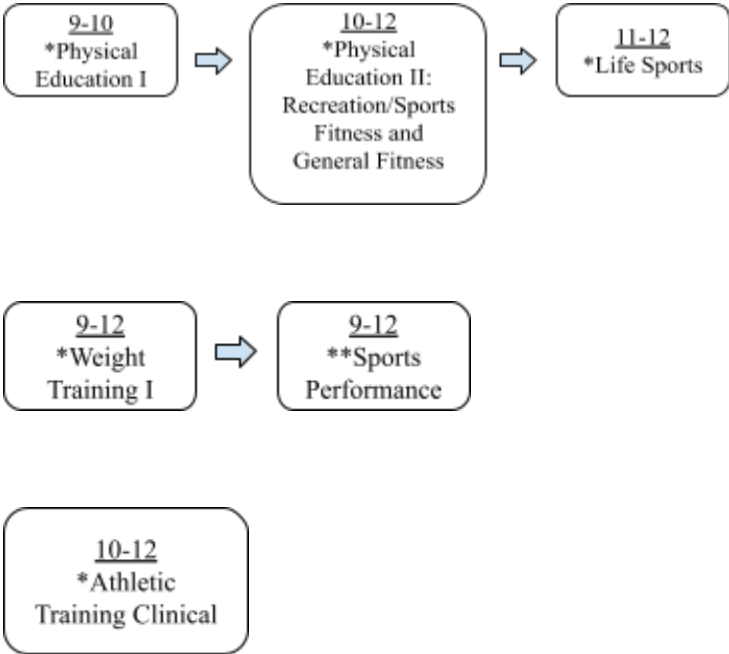 9-10
*Physical
Education I
10-12
*Physical
Education II:
Recreation/Sports
Fitness and
General Fitness
11-12
*Life Sports
9-12
*Weight
Training I
9-12
**Sports
Performance
10-12
*Athletic
Training Clinical